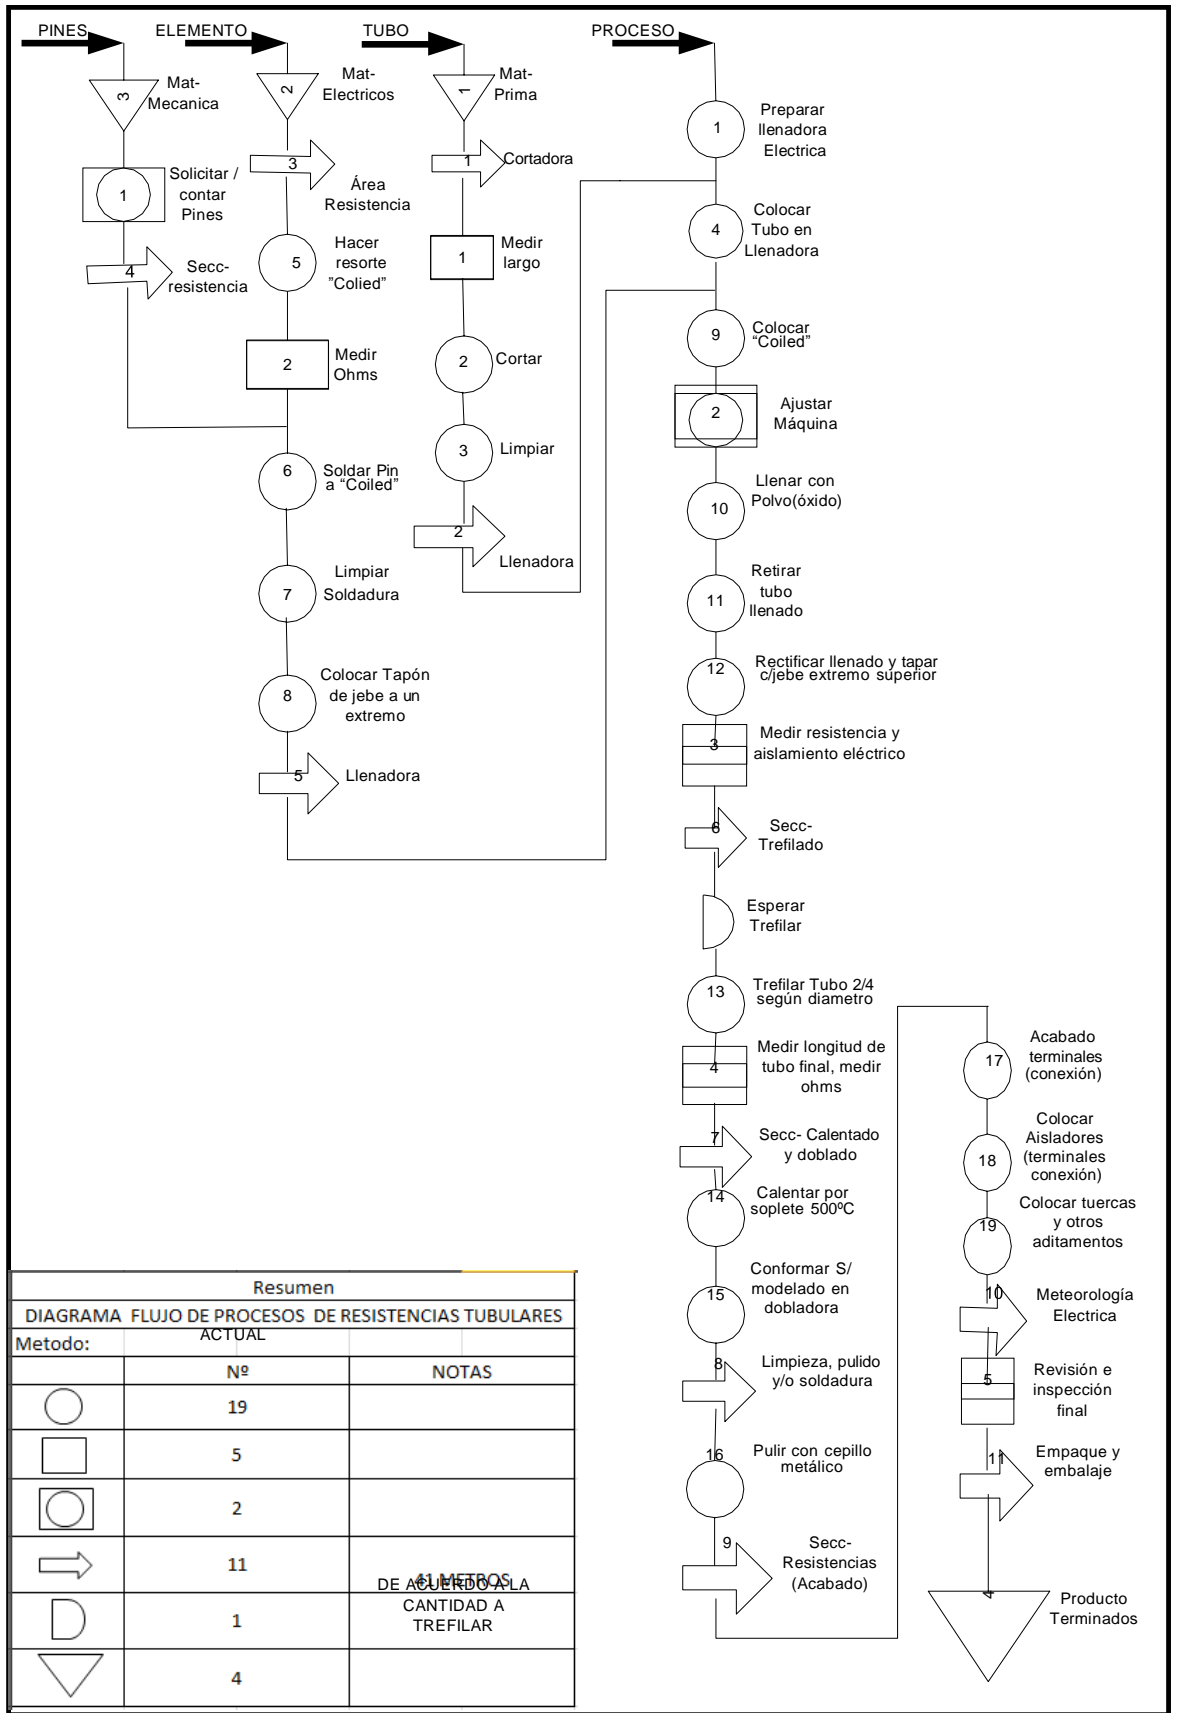 PINES
ELEMENTO
TUBO
PROCESO
3
Mat-
Mecanica
1
Solicitar /
contar
Pines
4
Secc-
resistencia
2
Mat-
Electricos
3
Área
Resistencia
5
Hacer
resorte
"Colied"
2
Medir
Ohms
6
Soldar Pin
a “Coiled”
7
Limpiar
Soldadura
8
Colocar Tapón
de jebe a un
extremo
5
Llenadora
1
Mat-
Prima
1
Cortadora
1
Medir
largo
2
Cortar
3
Limpiar
2
Llenadora
1
Preparar
llenadora
Electrica
4
Colocar
Tubo en
Llenadora
9
Colocar
“Coiled”
2
Ajustar
Máquina
10
Llenar con
Polvo(óxido)
11
Retirar
tubo
llenado
12
Rectificar llenado y tapar
c/jebe extremo superior
3
Medir resistencia y
aislamiento eléctrico
6
Secc-
Trefilado
Esperar
Trefilar
13
Trefilar Tubo 2/4
según diametro
4
Medir longitud de
tubo final, medir
ohms
7
Secc- Calentado
y doblado
14
Calentar por
soplete 500ºC
15
Conformar S/
modelado en
dobladora
8
Limpieza, pulido
y/o soldadura
16
Pulir con cepillo
metálico
9
Secc-
Resistencias
(Acabado)
17
Acabado
terminales
(conexión)
18
Colocar
Aisladores
(terminales
conexión)
19
Colocar tuercas
y otros
aditamentos
10
Meteorología
Electrica
5
Revisión e
inspección
final
11
Empaque y
embalaje
4
Producto
Terminados
Resumen
DIAGRAMA FLUJO DE PROCESOS DE RESISTENCIAS TUBULARES
Metodo: ACTUAL
Nº NOTAS
19
5
2
11 41 METROS
1 DE ACUERDO A LA
CANTIDAD A
TREFILAR
4